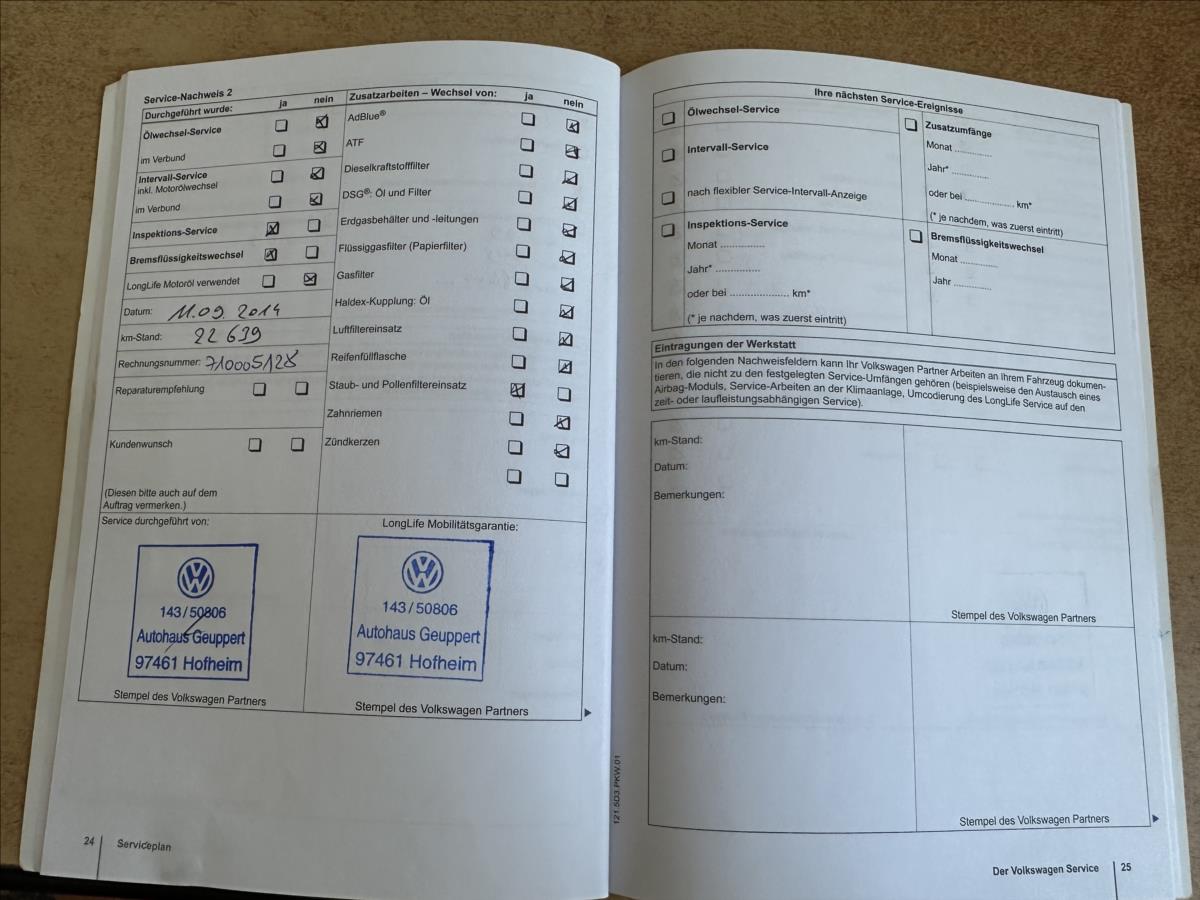 Service-Nachweis 2
Durchgeführt wurde: ja nein
Ölwechsel-Service
im Verbund
Intervall-Service
inkl. Motorölwechsel
im Verbund
Inspektions-Service
Bremsflüssigkeitswechsel
LongLife Motoröl verwendet
Datum: 11.09.2014
km-Stand: 22 639
Rechnungsnummer: 710005128
Reparaturempfehlung
Kundenwunsch
(Diesen bitte auch auf dem
Auftrag vermerken.)
Zusatzarbeiten – Wechsel von: ja nein
AdBlue®
ATF
Dieselkraftstofffilter
DSG®: Öl und Filter
Erdgasbehälter und -leitungen
Flüssiggasfilter (Papierfilter)
Gasfilter
Haldex-Kupplung: Öl
Luftfiltereinsatz
Reifenfüllflasche
Staub- und Pollenfiltereinsatz
Zahnriemen
Zündkerzen
Service durchgeführt von:
143/50806
Autohaus Geuppert
97461 Hofheim
Stempel des Volkswagen Partners
LongLife Mobilitätsgarantie:
143/50806
Autohaus Geuppert
97461 Hofheim
Stempel des Volkswagen Partners
24 Serviceplan
121.5D3.PKW.01
Ihre nächsten Service-Ereignisse
Ölwechsel-Service
Intervall-Service
nach flexibler Service-Intervall-Anzeige
Inspektions-Service
Monat ..............
Jahr* ..............
oder bei .................. km*
(* je nachdem, was zuerst eintritt)
Zusatzumfänge
Monat ..............
Jahr* ..............
oder bei .................. km*
(* je nachdem, was zuerst eintritt)
Bremsflüssigkeitswechsel
Monat ..............
Jahr ..............
Eintragungen der Werkstatt
In den folgenden Nachweisfeldern kann Ihr Volkswagen Partner Arbeiten an Ihrem Fahrzeug dokumen-
tieren, die nicht zu den festgelegten Service-Umfängen gehören (beispielsweise den Austausch eines
Airbag-Moduls, Service-Arbeiten an der Klimaanlage, Umcodierung des LongLife Service auf den
zeit- oder laufleistungsabhängigen Service).
km-Stand:
Datum:
Bemerkungen:
Stempel des Volkswagen Partners
km-Stand:
Datum:
Bemerkungen:
Stempel des Volkswagen Partners
Der Volkswagen Service 25